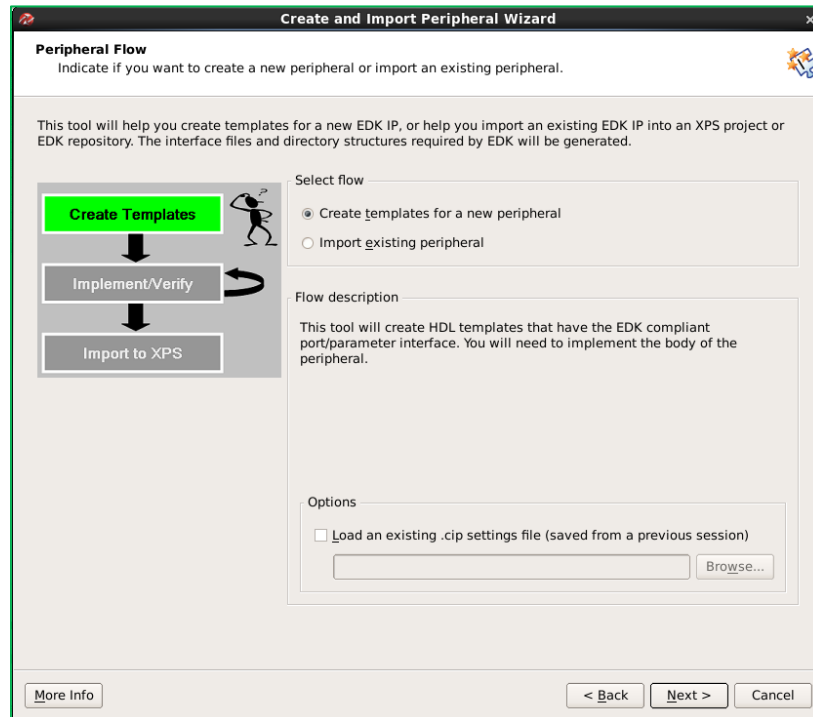 Create and Import Peripheral Wizard
Peripheral Flow
Indicate if you want to create a new peripheral or import an existing peripheral.
This tool will help you create templates for a new EDK IP, or help you import an existing EDK IP into an XPS project or
EDK repository. The interface files and directory structures required by EDK will be generated.
Create Templates
?
Implement/Verify
Import to XPS
Select flow
Create templates for a new peripheral
Import existing peripheral
Flow description
This tool will create HDL templates that have the EDK compliant
port/parameter interface. You will need to implement the body of the
peripheral.
Options
Load an existing .cip settings file (saved from a previous session)
Browse...
More Info
< Back
Next >
Cancel